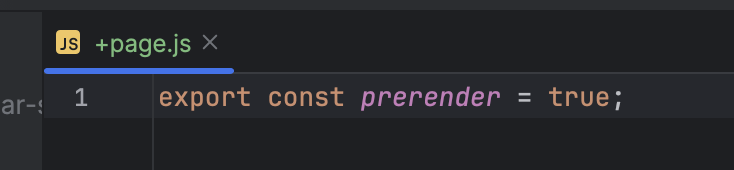 JS +page.js
ar-s
1 export const prerender = true;